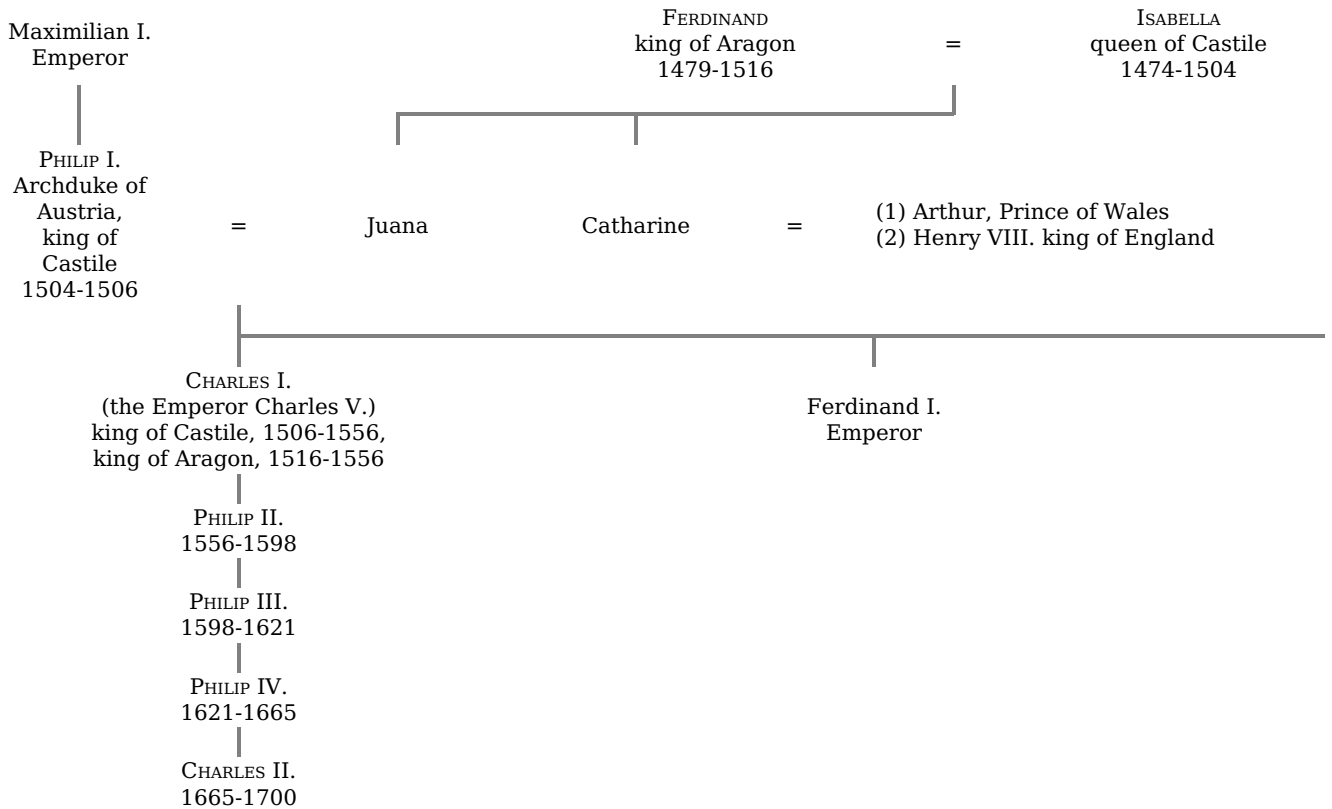 Maximilian I.
Emperor
FERDINAND
king of Aragon
1479-1516
=
ISABELLA
queen of Castile
1474-1504
PHILIP I.
Archduke of
Austria,
king of
Castile
1504-1506
=
Juana
Catharine
=
(1) Arthur, Prince of Wales
(2) Henry VIII. king of England
CHARLES I.
(the Emperor Charles V.)
king of Castile, 1506-1556,
king of Aragon, 1516-1556
Ferdinand I.
Emperor
PHILIP II.
1556-1598
PHILIP III.
1598-1621
PHILIP IV.
1621-1665
CHARLES II.
1665-1700